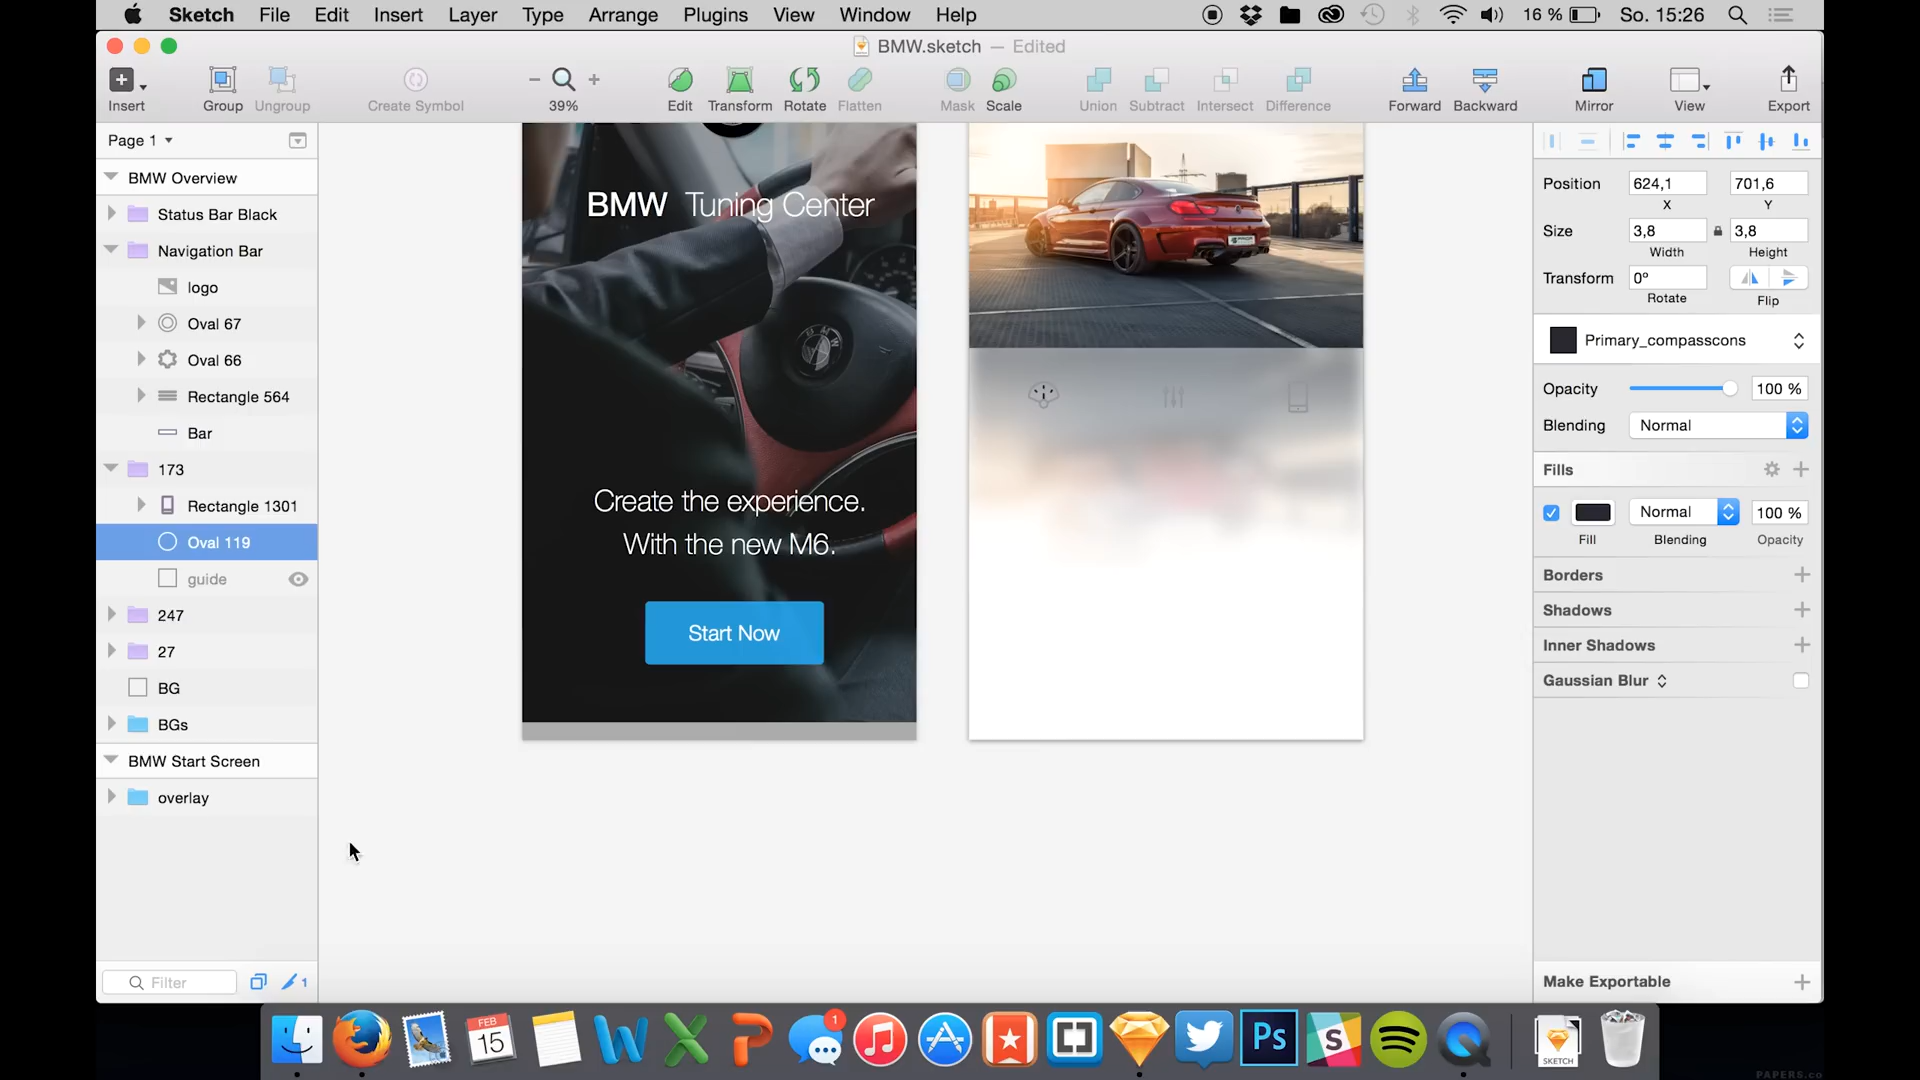 Sketch File Edit Insert Layer Type Arrange Plugins View Window Help 16 % So. 15:26
BMW.sketch — Edited
Insert Group Ungroup Create Symbol 39% Edit Transform Rotate Flatten Mask Scale Union Subtract Intersect Difference Forward Backward Mirror View Export
Page 1
BMW Overview
Status Bar Black
Navigation Bar
logo
Oval 67
Oval 66
Rectangle 564
Bar
173
Rectangle 1301
Oval 119
guide
247
27
BG
BGs
BMW Start Screen
overlay
Filter 1
BMW Tuning Center
Create the experience.
With the new M6.
Start Now
Position 624,1 701,6
X Y
Size 3,8 3,8
Width Height
Transform 0º
Rotate Flip
Primary_compasscons
Opacity 100 %
Blending Normal
Fills
Normal 100 %
Fill Blending Opacity
Borders
Shadows
Inner Shadows
Gaussian Blur
Make Exportable
FEB
15
1
Ps
SKETCH
PAPERS.co